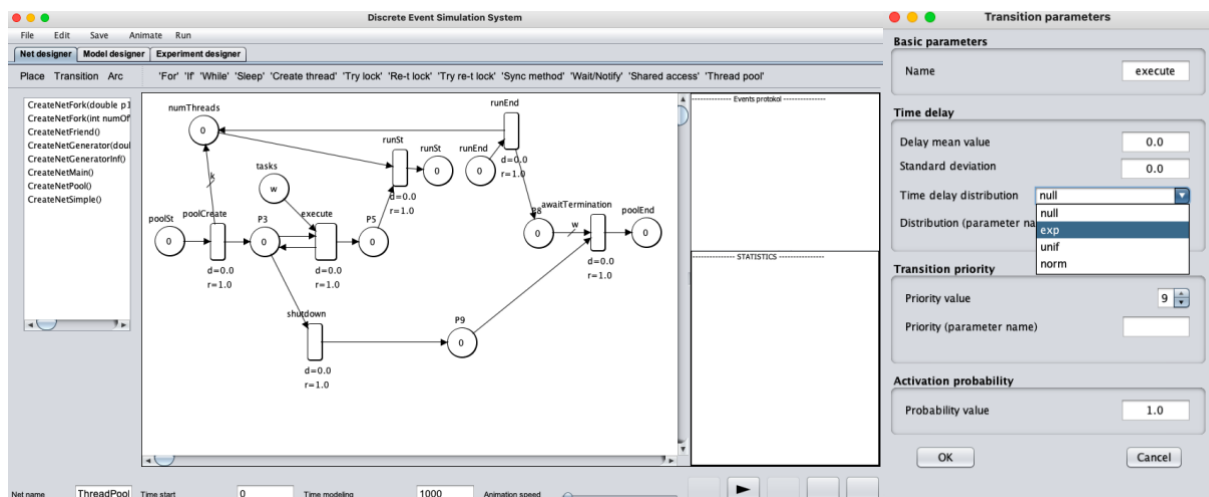 Discrete Event Simulation System
File Edit Save Animate Run
Net designer Model designer Experiment designer
Place Transition Arc 'For' 'If' 'While' 'Sleep' 'Create thread' 'Try lock' 'Re-t lock' 'Try re-t lock' 'Sync method' 'Wait/Notify' 'Shared access' 'Thread pool'
CreateNetFork(double p1
CreateNetFork(int numOf
CreateNetFriend()
CreateNetGenerator(doul
CreateNetGeneratorInf()
CreateNetMain()
CreateNetPool()
CreateNetSimple()
numThreads
0
runEnd
d=0.0
r=1.0
runSt
d=0.0
r=1.0
runSt
0
runEnd
0
tasks
w
k
poolSt
0
poolCreate
d=0.0
r=1.0
P3
0
execute
d=0.0
r=1.0
P5
0
P8
0
w
awaitTermination
d=0.0
r=1.0
poolEnd
0
shutdown
d=0.0
r=1.0
P9
0
---------------- Events protokol ----------------
---------------- STATISTICS ----------------
Net name ThreadPool Time start 0 Time modeling 1000 Animation speed
Transition parameters
Basic parameters
Name execute
Time delay
Delay mean value 0.0
Standard deviation 0.0
Time delay distribution null
null
exp
unif
norm
Distribution (parameter na
Transition priority
Priority value 9
Priority (parameter name)
Activation probability
Probability value 1.0
OK Cancel